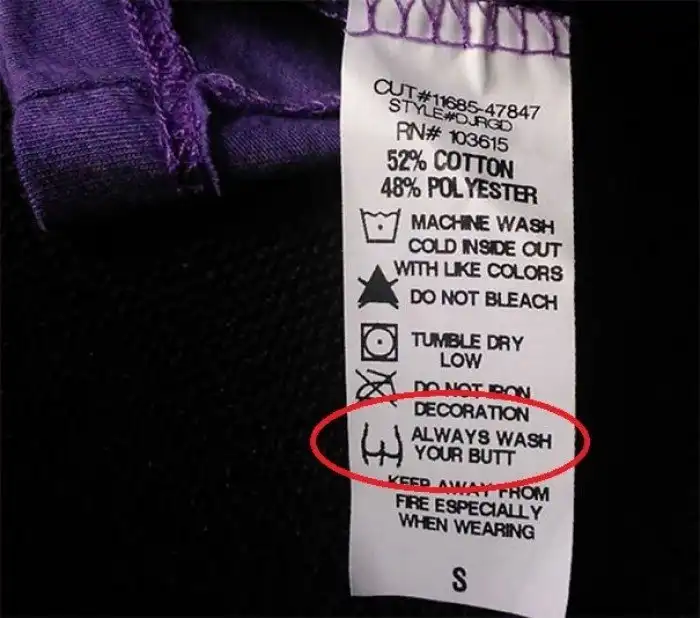 CUT#11685-47847
STYLE#DJRGD
RN# 103615
52% COTTON
48% POLYESTER
MACHINE WASH
COLD INSIDE OUT
WITH LIKE COLORS
DO NOT BLEACH
TUMBLE DRY
LOW
DO NOT IRON
DECORATION
ALWAYS WASH
YOUR BUTT
KEEP AWAY FROM
FIRE ESPECIALLY
WHEN WEARING
S